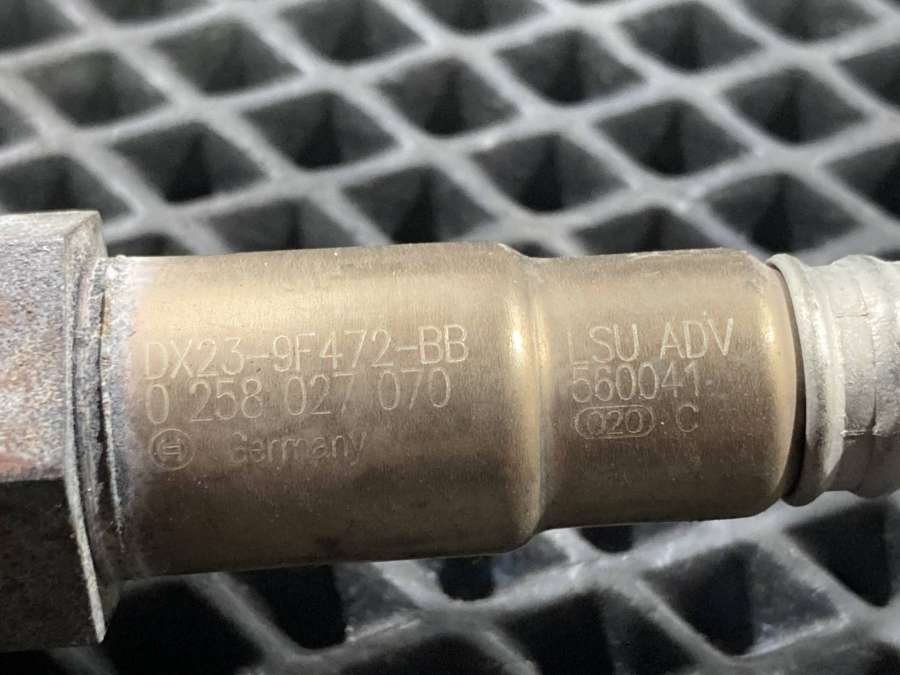 DX23-9F472-BB
0 258 027 070
Germany
LSU ADV
560041
020 C